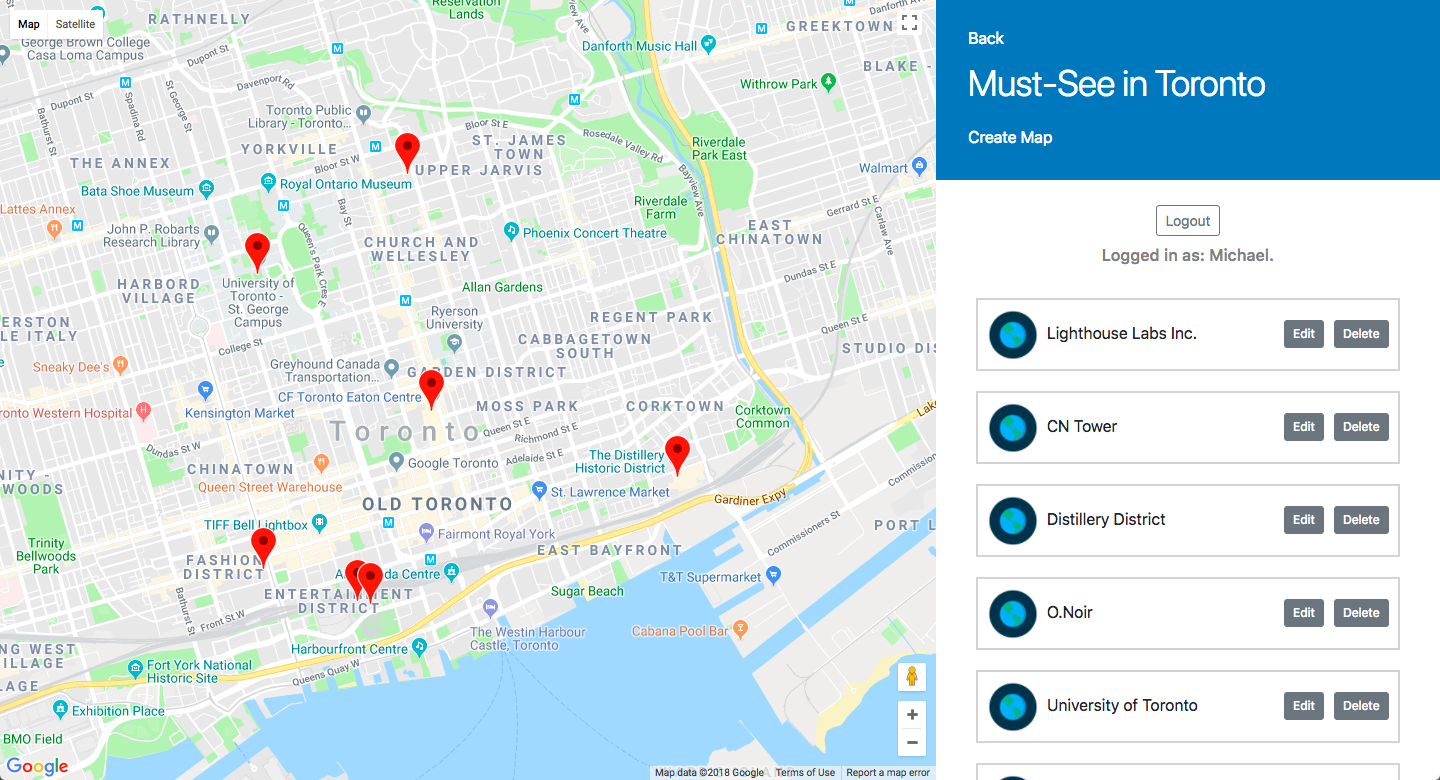 Map
Satellite
RATHNELLY
George Brown College
Casa Loma Campus
Dupont St
Davenport Rd
Spadina Rd
St George St
Dupont St
Bathurst St
Reservation
Lands
Bayview Ave
Danforth Ave
GREEKTOWN
Danforth Music Hall
BLAKE -
Withrow Park
Toronto Public
Library - Toronto...
Bloor St E
YORKVILLE
Bloor St W
ST. JAMES
TOWN
Rosedale Valley Rd
Riverdale
Park East
THE ANNEX
UPPER JARVIS
Bayview Ave
Walmart
Bata Shoe Museum
Royal Ontario Museum
Lattes Annex
Bay St
Riverdale
Farm
Gerrard St E
Carlaw Ave
John P. Robarts
Research Library
Queen's Park Cres E
Phoenix Concert Theatre
EAST
CHINATOWN
CHURCH AND
WELLESLEY
Dundas St E
HARBORD
VILLAGE
University of
Toronto -
St. George
Campus
Allan Gardens
Ryerson
University
REGENT PARK
Queen St E
ERSTON
LE ITALY
College St
CABBAGETOWN
SOUTH
STUDIO DIS
Sneaky Dee's
Greyhound Canada
Transportation...
GARDEN DISTRICT
CF Toronto Eaton Centre
MOSS PARK
CORKTOWN
Corktown
Common
Lake
oronto Western Hospital
Kensington Market
Toronto
Queen St E
Richmond St E
Adelaide St E
Dundas St W
The Distillery
Historic District
Commissioners
CHINATOWN
Google Toronto
NITY -
WOODS
Queen Street Warehouse
St. Lawrence Market
Gardiner Expy
OLD TORONTO
Commissioners St
TIFF Bell Lightbox
Fairmont Royal York
PORT L
Trinity
Bellwoods
Park
FASHION
DISTRICT
EAST BAYFRONT
T&T Supermarket
Sugar Beach
ENTERTAINMENT
DISTRICT
Bathurst St
Front St W
The Westin Harbour
Castle, Toronto
Cabana Pool Bar
NG WEST
ILLAGE
Harbourfront Centre
Fort York National
Historic Site
Queens Quay W
LAGE
Exhibition Place
BMO Field
Google
Map data ©2018 Google
Terms of Use
Report a map error
Back
Must-See in Toronto
Create Map
Logout
Logged in as: Michael.
Lighthouse Labs Inc.
Edit
Delete
CN Tower
Edit
Delete
Distillery District
Edit
Delete
O.Noir
Edit
Delete
University of Toronto
Edit
Delete